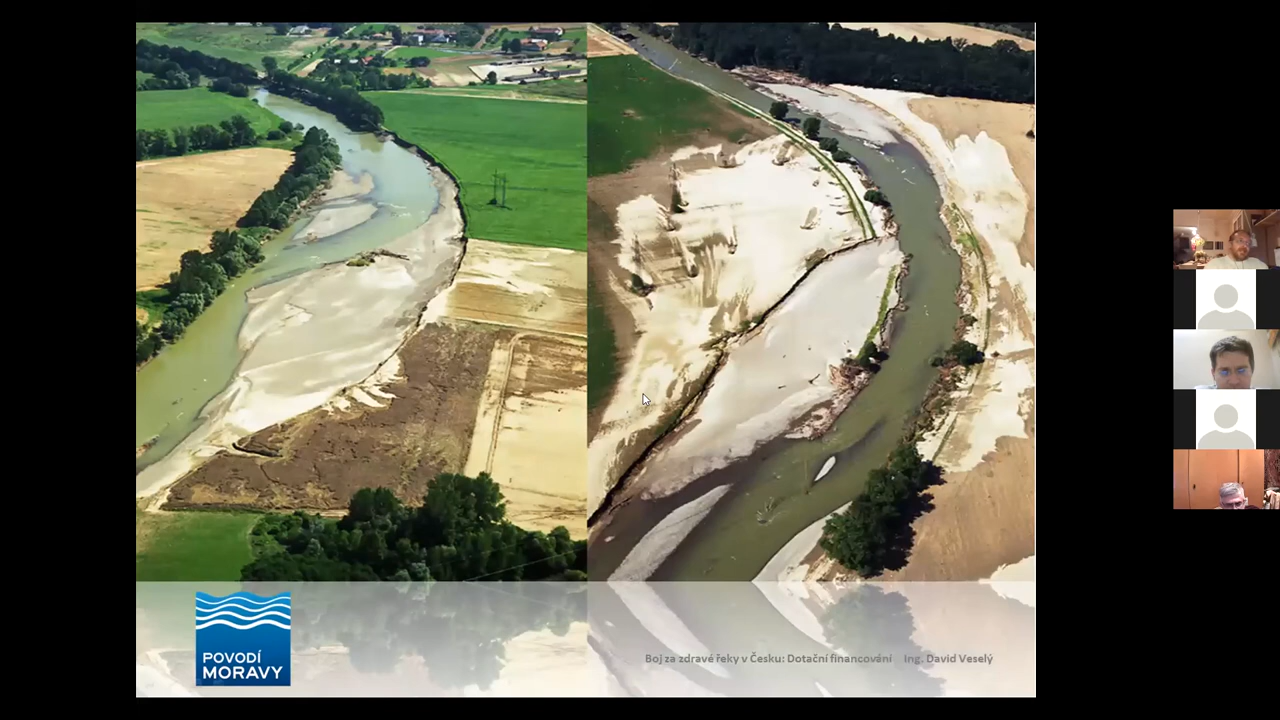 POVODÍ
MORAVY
Boj za zdravé řeky v Česku: Dotační financování Ing. David Veselý